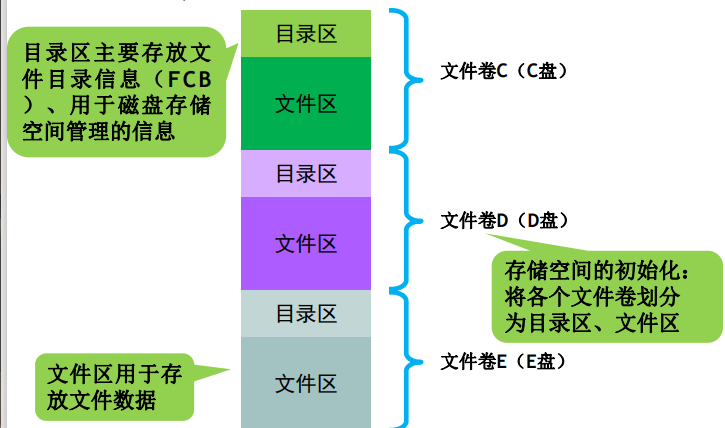 目录区主要存放文
件目录信息（FCB
）、用于磁盘存储
空间管理的信息
目录区
文件区
文件卷C（C盘）
目录区
文件区
文件卷D（D盘）
存储空间的初始化：
将各个文件卷划分
为目录区、文件区
目录区
文件区
文件卷E（E盘）
文件区用于存
放文件数据